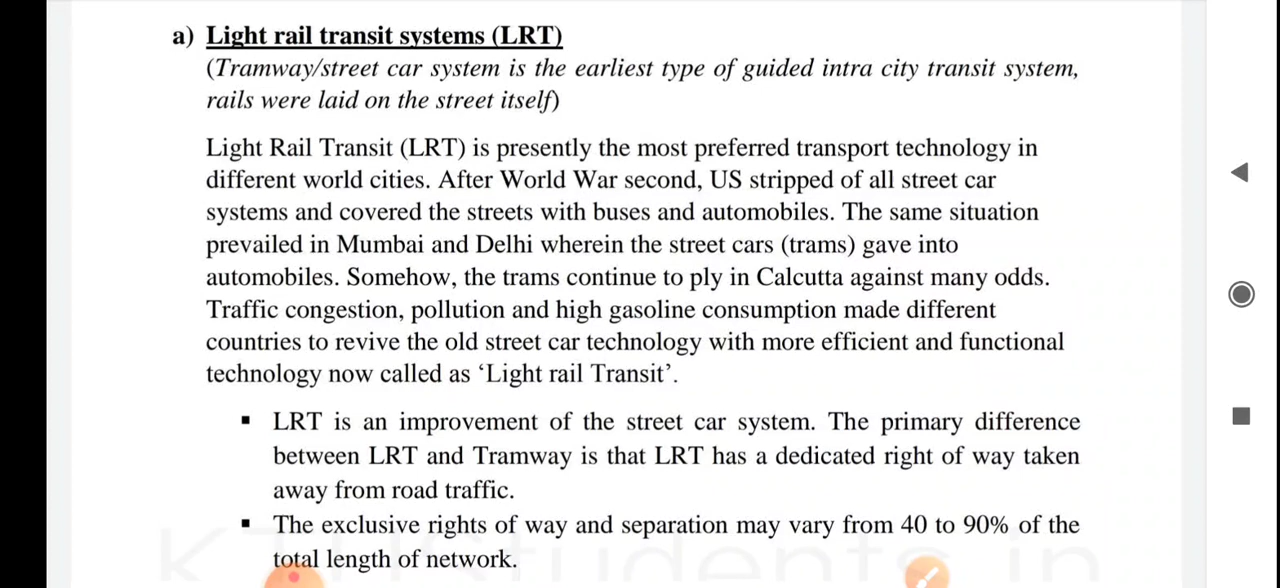 a) Light rail transit systems (LRT)
(Tramway/street car system is the earliest type of guided intra city transit system,
rails were laid on the street itself)
Light Rail Transit (LRT) is presently the most preferred transport technology in
different world cities. After World War second, US stripped of all street car
systems and covered the streets with buses and automobiles. The same situation
prevailed in Mumbai and Delhi wherein the street cars (trams) gave into
automobiles. Somehow, the trams continue to ply in Calcutta against many odds.
Traffic congestion, pollution and high gasoline consumption made different
countries to revive the old street car technology with more efficient and functional
technology now called as ‘Light rail Transit’.
▪ LRT is an improvement of the street car system. The primary difference
between LRT and Tramway is that LRT has a dedicated right of way taken
away from road traffic.
▪ The exclusive rights of way and separation may vary from 40 to 90% of the
total length of network.